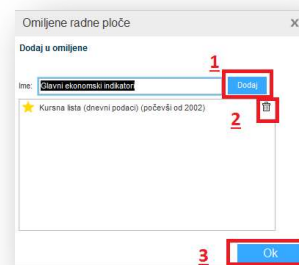 Omiljene radne ploče x
Dodaj u omiljene
1
Ime: Glavni ekonomski indikatori Dodaj
Kursna lista (dnevni podaci) (počevši od 2002)
2
3 Ok